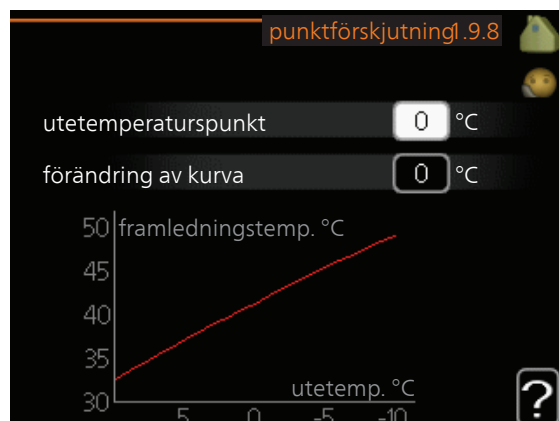 punktförskjutning1.9.8
utetemperaturspunkt 0 °C
förändring av kurva 0 °C
50 framledningstemp. °C
45
40
35
30 utetemp. °C
5 0 -5 -10
?